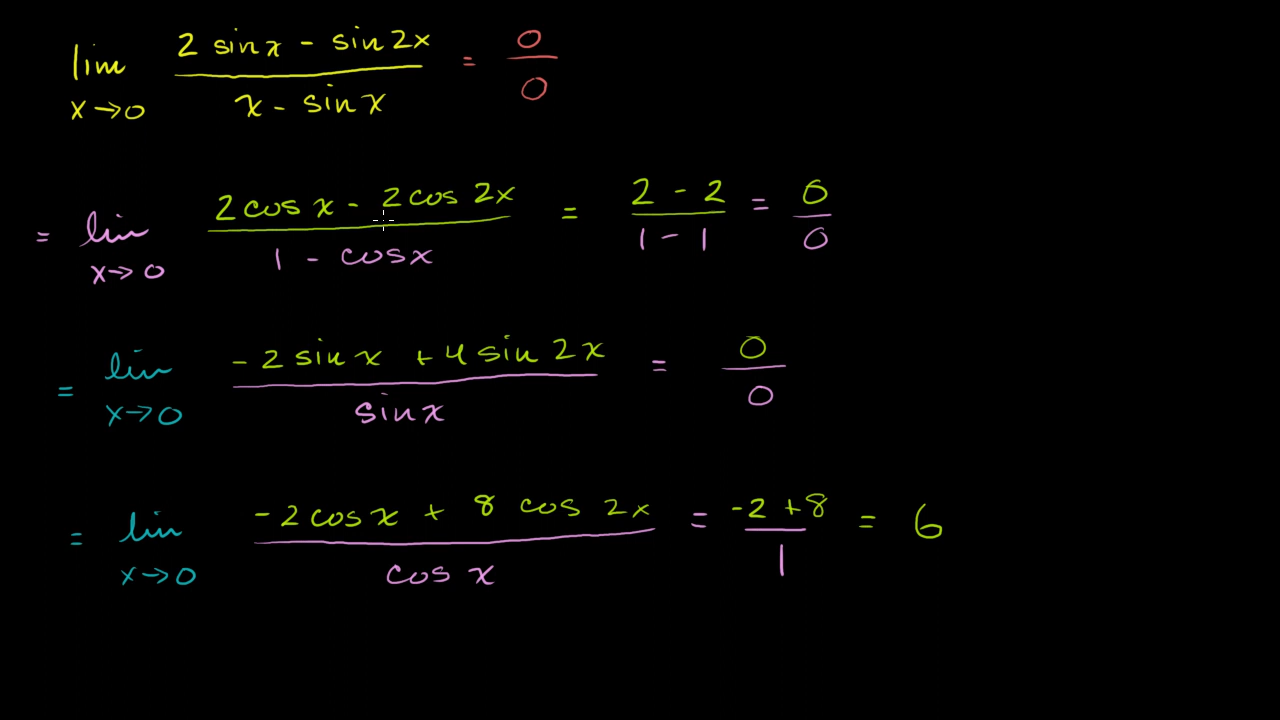 lim x→0 (2 sin x - sin 2x)/(x - sin x) = 0/0
= lim x→0 (2 cos x - 2 cos 2x)/(1 - cos x) = (2 - 2)/(1 - 1) = 0/0
= lim x→0 (-2 sin x + 4 sin 2x)/(sin x) = 0/0
= lim x→0 (-2 cos x + 8 cos 2x)/(cos x) = (-2 + 8)/1 = 6